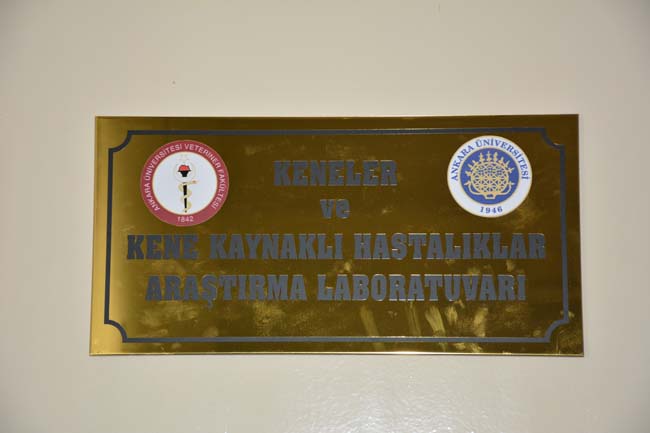 ANKARA ÜNİVERSİTESİ VETERİNER FAKÜLTESİ
1842
ANKARA ÜNİVERSİTESİ
1946
KENELER
ve
KENE KAYNAKLI HASTALIKLAR
ARAŞTIRMA LABORATUVARI